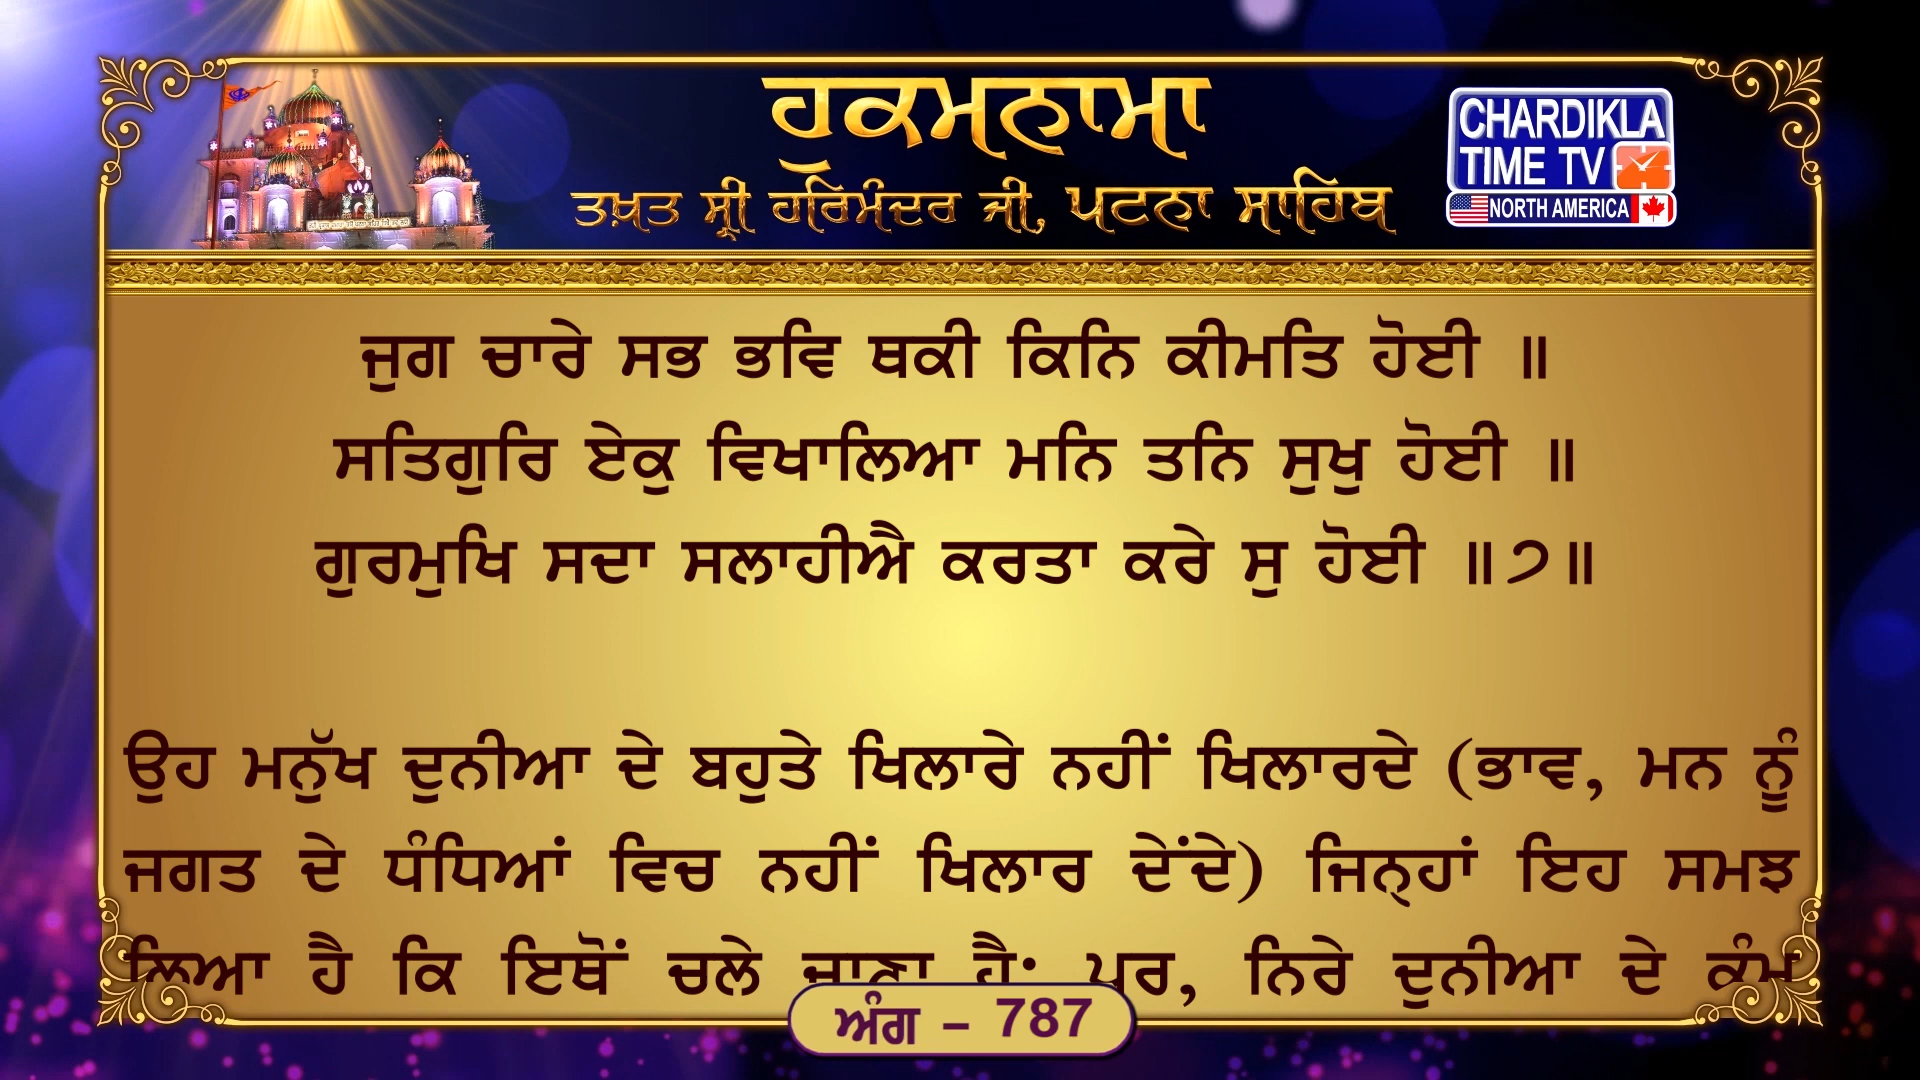 ਹੁਕਮਨਾਮਾ
ਤਖ਼ਤ ਸ੍ਰੀ ਹਰਿਮੰਦਰ ਜੀ, ਪਟਨਾ ਸਾਹਿਬ
CHARDIKLA
TIME TV
NORTH AMERICA
ਜੁਗ ਚਾਰੇ ਸਭ ਭਵਿ ਥਕੀ ਕਿਨਿ ਕੀਮਤਿ ਹੋਈ ॥
ਸਤਿਗੁਰਿ ਏਕੁ ਵਿਖਾਲਿਆ ਮਨਿ ਤਨਿ ਸੁਖੁ ਹੋਈ ॥
ਗੁਰਮੁਖਿ ਸਦਾ ਸਲਾਹੀਐ ਕਰਤਾ ਕਰੇ ਸੁ ਹੋਈ ॥੭॥
ਉਹ ਮਨੁੱਖ ਦੁਨੀਆ ਦੇ ਬਹੁਤੇ ਖਿਲਾਰੇ ਨਹੀਂ ਖਿਲਾਰਦੇ (ਭਾਵ, ਮਨ ਨੂੰ
ਜਗਤ ਦੇ ਧੰਧਿਆਂ ਵਿਚ ਨਹੀਂ ਖਿਲਾਰ ਦੇਂਦੇ) ਜਿਨ੍ਹਾਂ ਇਹ ਸਮਝ
ਲਿਆ ਹੈ ਕਿ ਇਥੋਂ ਚਲੇ ਜਾਣਾ ਹੈ; ਪਰ, ਨਿਰੇ ਦੁਨੀਆ ਦੇ ਕੰਮ
ਅੰਗ – 787